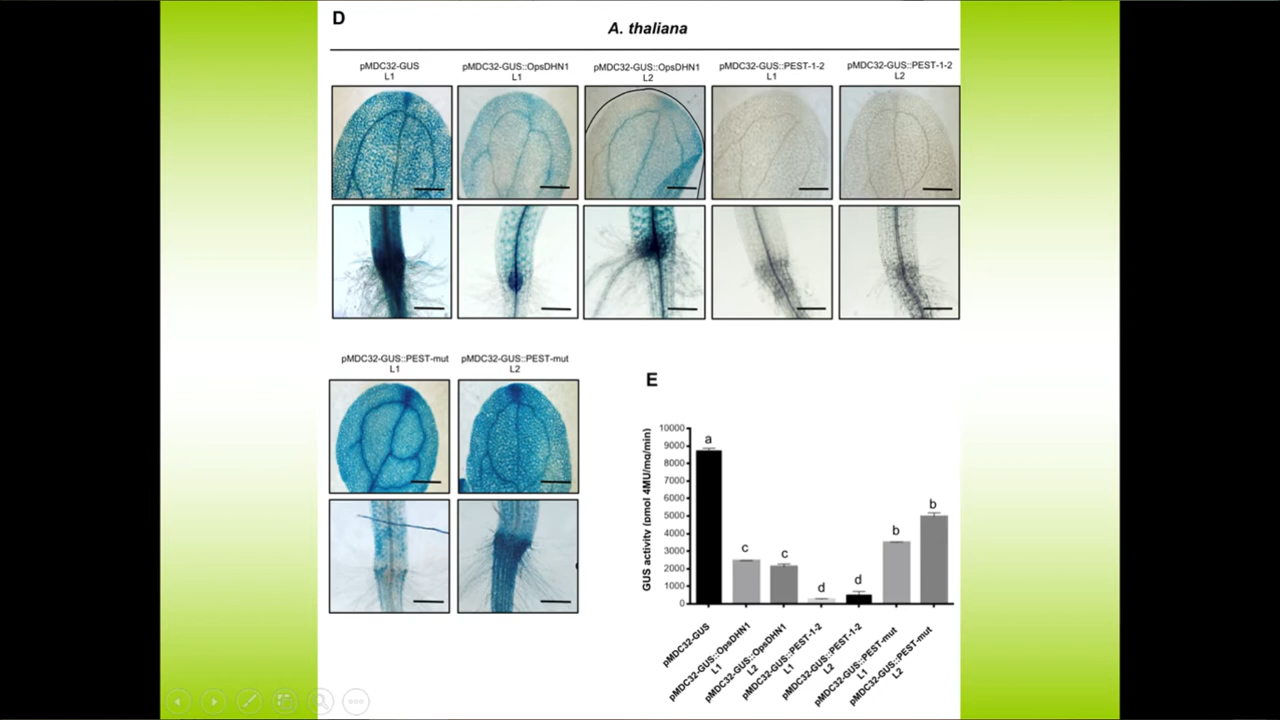 D
A. thaliana
pMDC32-GUS
L1
pMDC32-GUS::OpsDHN1
L1
pMDC32-GUS::OpsDHN1
L2
pMDC32-GUS::PEST-1-2
L1
pMDC32-GUS::PEST-1-2
L2
pMDC32-GUS::PEST-mut
L1
pMDC32-GUS::PEST-mut
L2
E
GUS activity (pmol 4MU/mg/min)
10000
9000
8000
7000
6000
5000
4000
3000
2000
1000
0
a
c
c
d
d
b
b
pMDC32-GUS
pMDC32-GUS::OpsDHN1
L1
pMDC32-GUS::OpsDHN1
L2
pMDC32-GUS::PEST-1-2
L1
pMDC32-GUS::PEST-1-2
L2
pMDC32-GUS::PEST-mut
L1
pMDC32-GUS::PEST-mut
L2